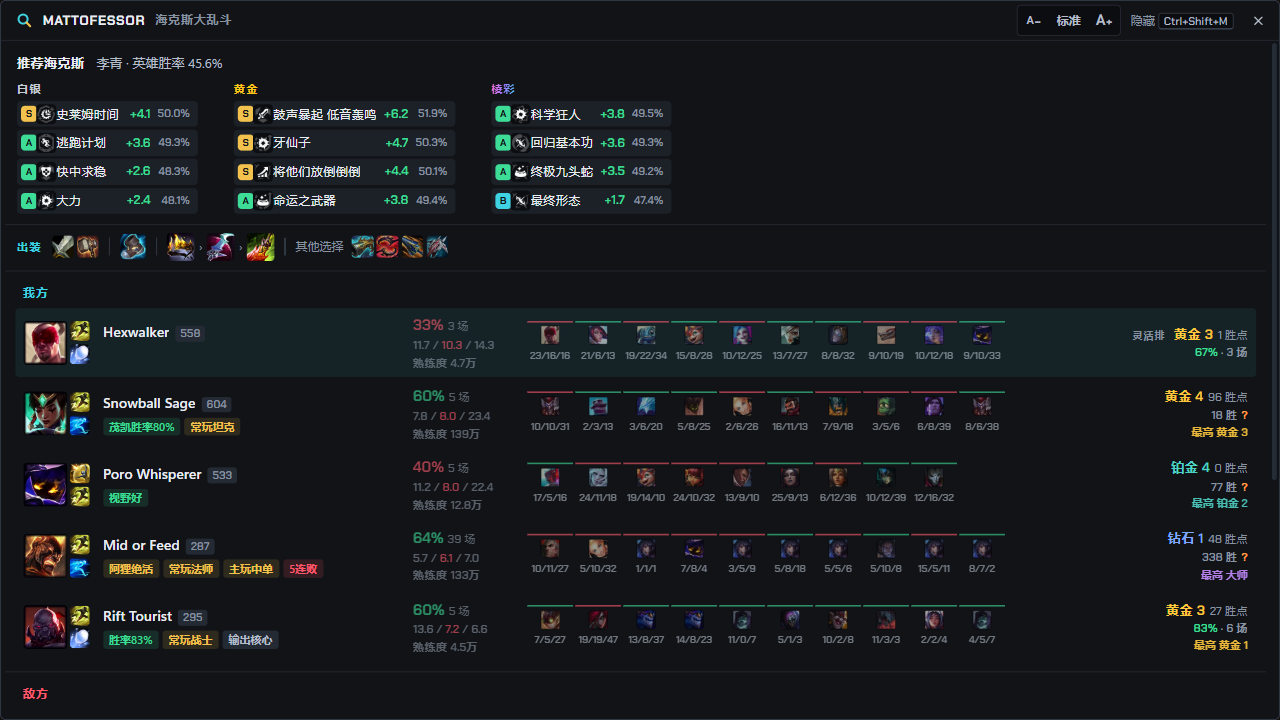 MATTOFESSOR 海克斯大乱斗 A- 标准 A+ 隐藏 Ctrl+Shift+M ×
推荐海克斯 李青 · 英雄胜率 45.6%
白银 黄金 棱彩
S 史莱姆时间 +4.1 50.0% S 鼓声暴起 低音轰鸣 +6.2 51.9% A 科学狂人 +3.8 49.5%
A 逃跑计划 +3.6 49.3% S 牙仙子 +4.7 50.3% A 回归基本功 +3.6 49.3%
A 快中求稳 +2.6 48.3% S 将他们放倒倒倒 +4.4 50.1% A 终极九头蛇 +3.5 49.2%
A 大力 +2.4 48.1% A 命运之武器 +3.8 49.4% B 最终形态 +1.7 47.4%
出装 其他选择
我方
Hexwalker 558
33% 3 场
11.7 / 10.3 / 14.3
熟练度 4.7万
23/16/16 21/6/13 19/22/34 15/8/28 10/12/25 13/7/27 8/8/32 9/10/19 10/12/18 9/10/33
灵活排 黄金 3 1 胜点
67% · 3 场
Snowball Sage 604
茂凯胜率80% 常玩坦克
60% 5 场
7.8 / 8.0 / 23.4
熟练度 139万
10/10/31 2/3/13 3/6/20 5/8/25 2/6/26 16/11/13 7/9/18 3/5/6 6/8/39 8/6/38
黄金 4 96 胜点
18 胜 ?
最高 黄金 3
Poro Whisperer 533
视野好
40% 5 场
11.2 / 8.0 / 22.4
熟练度 12.8万
17/5/16 24/11/18 19/14/10 24/10/32 13/9/10 25/9/13 6/12/36 10/12/39 12/16/32
铂金 4 0 胜点
77 胜 ?
最高 铂金 2
Mid or Feed 287
阿狸绝活 常玩法师 主玩中单 5连败
64% 39 场
5.7 / 6.1 / 7.0
熟练度 133万
10/11/27 5/10/32 1/1/1 7/8/4 3/5/9 5/8/18 5/5/6 5/10/8 15/5/11 8/7/2
钻石 1 48 胜点
338 胜 ?
最高 大师
Rift Tourist 295
胜率83% 常玩战士 输出核心
60% 5 场
13.6 / 7.2 / 6.6
熟练度 4.5万
7/5/27 19/19/47 13/8/37 14/8/23 11/0/7 5/1/3 10/2/8 11/3/3 2/2/4 4/5/7
黄金 3 27 胜点
83% · 6 场
最高 黄金 1
敌方